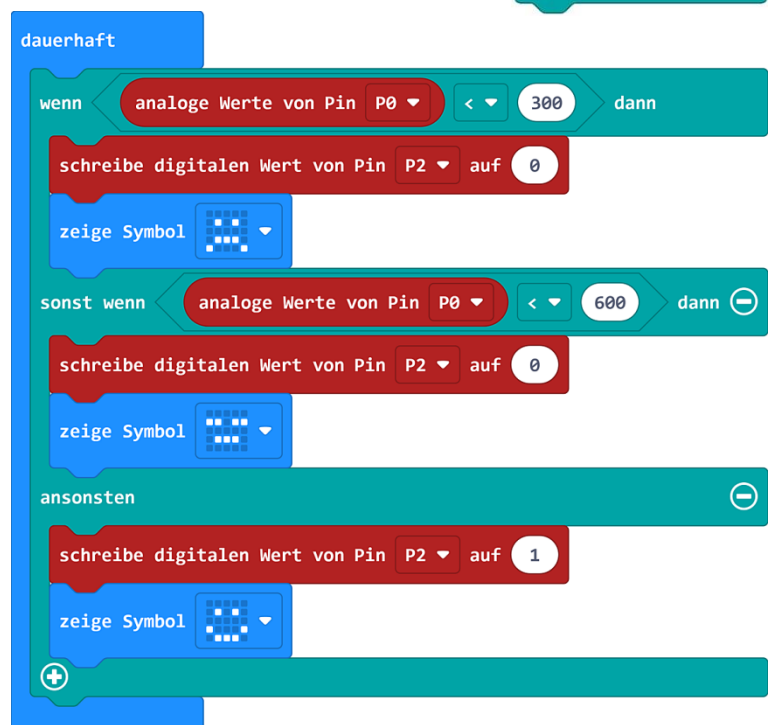 dauerhaft
wenn analoge Werte von Pin P0 < 300 dann
schreibe digitalen Wert von Pin P2 auf 0
zeige Symbol
sonst wenn analoge Werte von Pin P0 < 600 dann
schreibe digitalen Wert von Pin P2 auf 0
zeige Symbol
ansonsten
schreibe digitalen Wert von Pin P2 auf 1
zeige Symbol